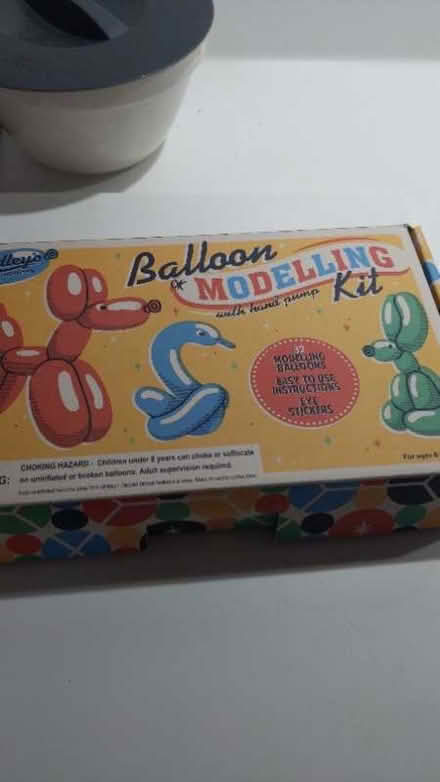 dley's
Balloon
MODELLING
with hand pump
Kit
MODELLING
BALLOONS
EASY TO USE
INSTRUCTIONS
EYE
STICKERS
G: CHOKING HAZARD - Children under 8 years can choke or suffocate
on uninflated or broken balloons. Adult supervision required.
For ages 8